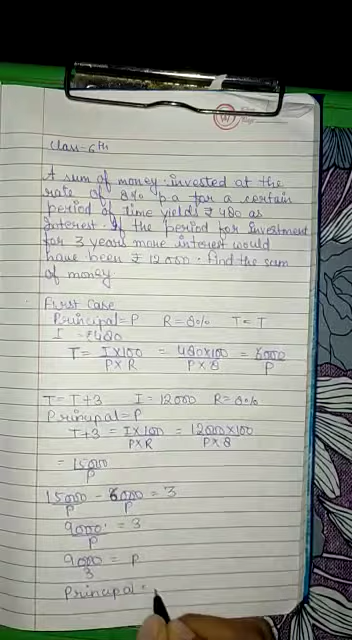 Class-6th
A sum of money invested at the
rate of 8% p.a for a certain
period of time yields ₹ 480 as
interest. If the period for investment
for 3 years more interest would
have been ₹ 12000. Find the sum
of money
First Case
Principal = P R = 8% T = T
I = ₹480
T = I×100/P×R = 480×100/P×8 = 6000/P
T = T+3 I = 12000 R = 8%
Principal = P
T+3 = I×100/P×R = 12000×100/P×8
= 15000/P
15000/P - 6000/P = 3
9000/P = 3
9000/3 = P
Principal =